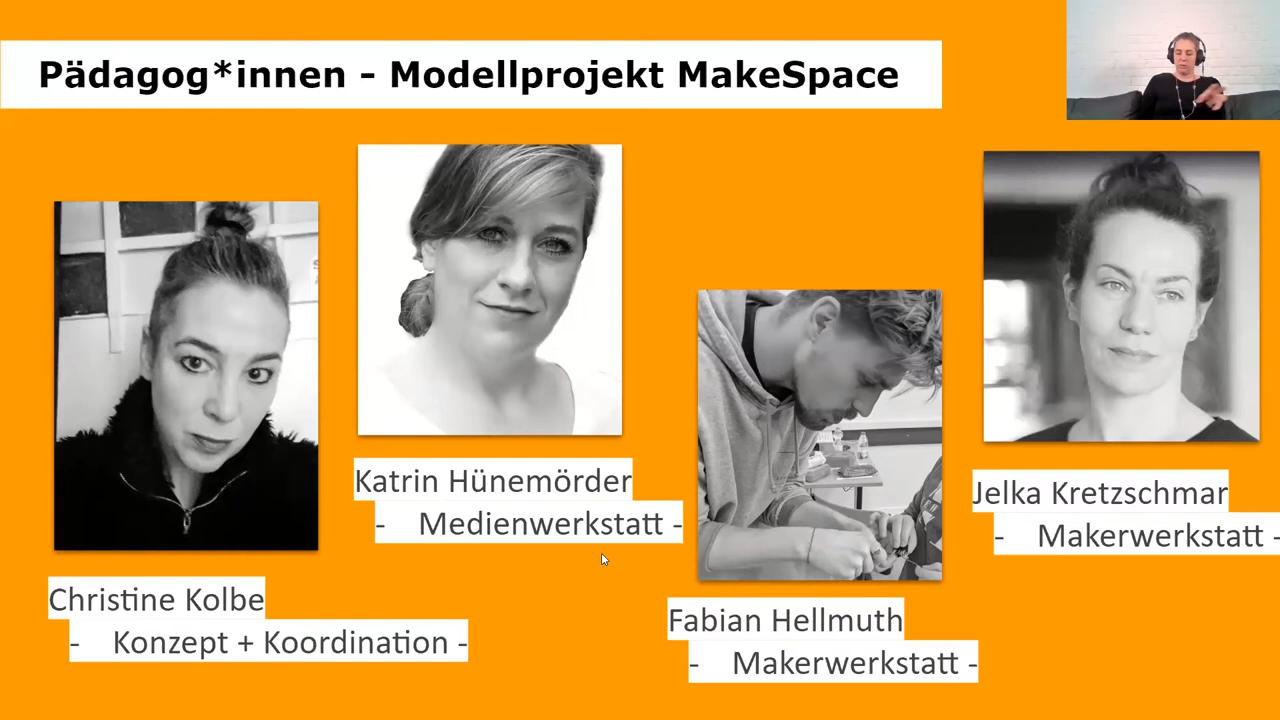 Pädagog*innen - Modellprojekt MakeSpace
Katrin Hünemörder
- Medienwerkstatt -
Jelka Kretzschmar
- Makerwerkstatt -
Christine Kolbe
- Konzept + Koordination -
Fabian Hellmuth
- Makerwerkstatt -